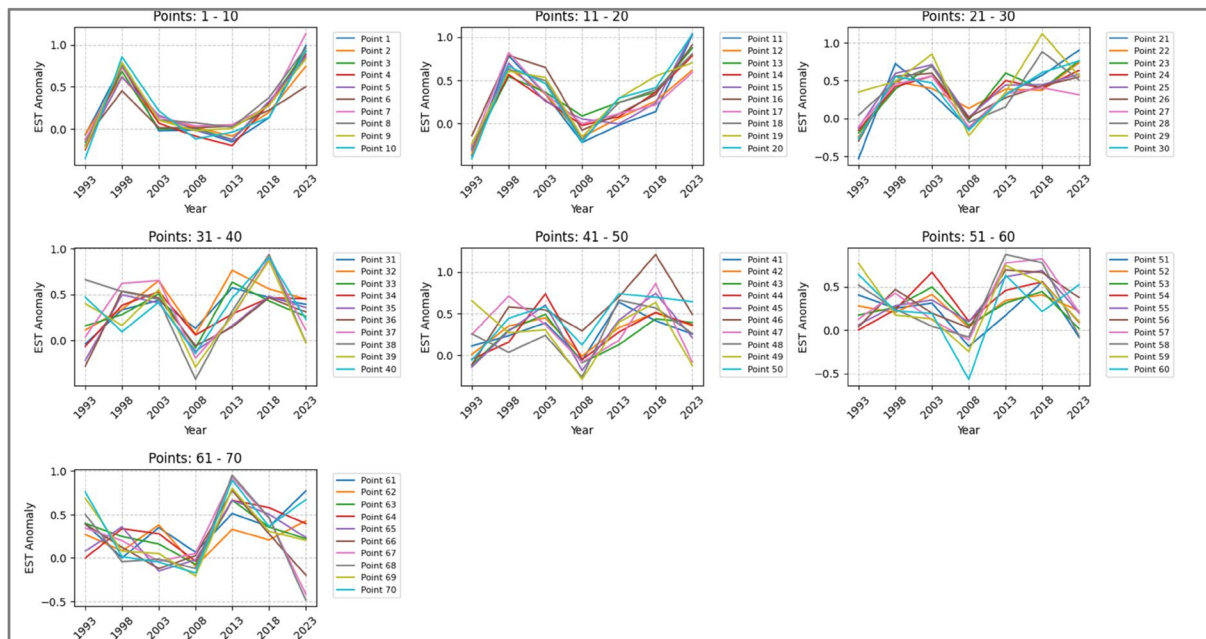 Points: 1 - 10
EST Anomaly
1.0
0.5
0.0
1993
1998
2003
2008
2013
2018
2023
Year
Point 1
Point 2
Point 3
Point 4
Point 5
Point 6
Point 7
Point 8
Point 9
Point 10
Points: 11 - 20
EST Anomaly
1.0
0.5
0.0
1993
1998
2003
2008
2013
2018
2023
Year
Point 11
Point 12
Point 13
Point 14
Point 15
Point 16
Point 17
Point 18
Point 19
Point 20
Points: 21 - 30
EST Anomaly
1.0
0.5
0.0
−0.5
1993
1998
2003
2008
2013
2018
2023
Year
Point 21
Point 22
Point 23
Point 24
Point 25
Point 26
Point 27
Point 28
Point 29
Point 30
Points: 31 - 40
EST Anomaly
1.0
0.5
0.0
1993
1998
2003
2008
2013
2018
2023
Year
Point 31
Point 32
Point 33
Point 34
Point 35
Point 36
Point 37
Point 38
Point 39
Point 40
Points: 41 - 50
EST Anomaly
1.0
0.5
0.0
1993
1998
2003
2008
2013
2018
2023
Year
Point 41
Point 42
Point 43
Point 44
Point 45
Point 46
Point 47
Point 48
Point 49
Point 50
Points: 51 - 60
EST Anomaly
1.0
0.5
0.0
−0.5
1993
1998
2003
2008
2013
2018
2023
Year
Point 51
Point 52
Point 53
Point 54
Point 55
Point 56
Point 57
Point 58
Point 59
Point 60
Points: 61 - 70
EST Anomaly
1.0
0.5
0.0
−0.5
1993
1998
2003
2008
2013
2018
2023
Year
Point 61
Point 62
Point 63
Point 64
Point 65
Point 66
Point 67
Point 68
Point 69
Point 70